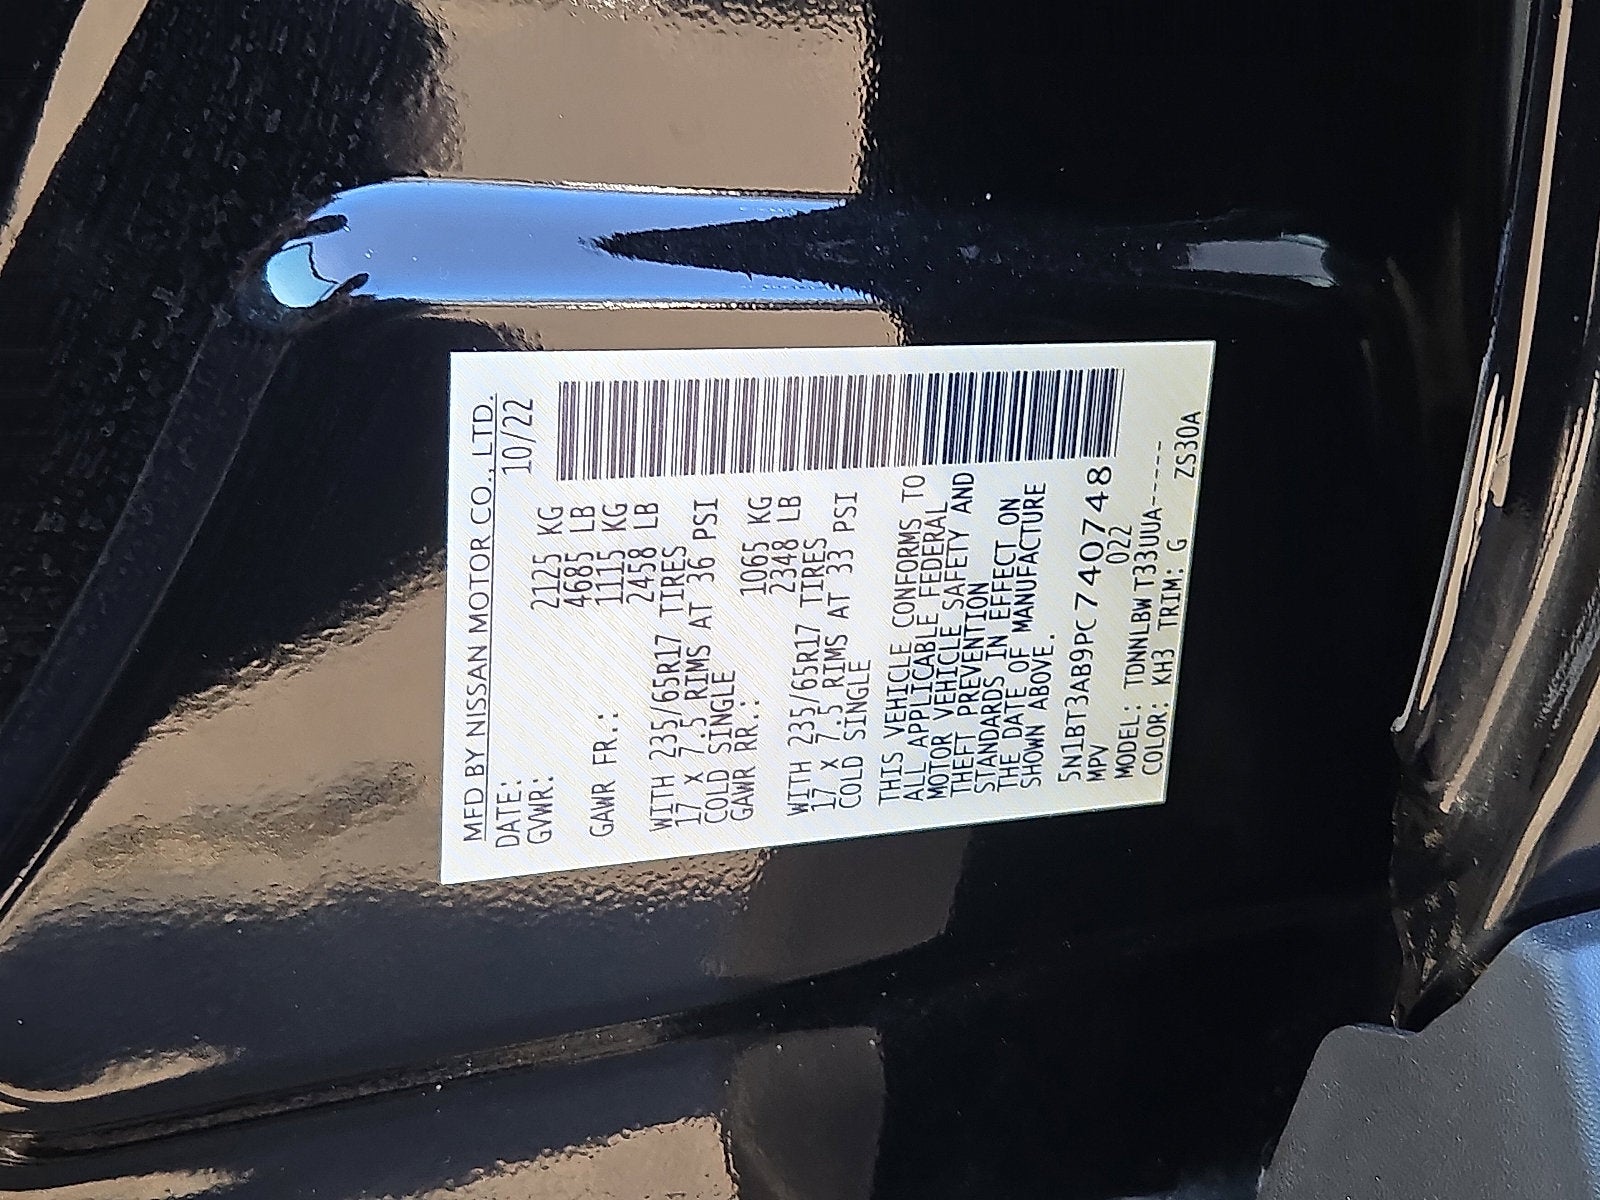 MFD BY NISSAN MOTOR CO., LTD.
DATE: 10/22
GVWR: 2125 KG
4685 LB
GAWR FR.: 1115 KG
2458 LB
WITH 235/65R17 TIRES
17 X 7.5 RIMS AT 36 PSI
COLD SINGLE
GAWR RR.: 1065 KG
2348 LB
WITH 235/65R17 TIRES
17 X 7.5 RIMS AT 33 PSI
COLD SINGLE
THIS VEHICLE CONFORMS TO
ALL APPLICABLE FEDERAL
MOTOR VEHICLE SAFETY AND
THEFT PREVENTION
STANDARDS IN EFFECT ON
THE DATE OF MANUFACTURE
SHOWN ABOVE.
5N1BT3AB9PC740748
MPV 022
MODEL: TDNNLBW T33UUA------
COLOR: KH3 TRIM: G ZS30A